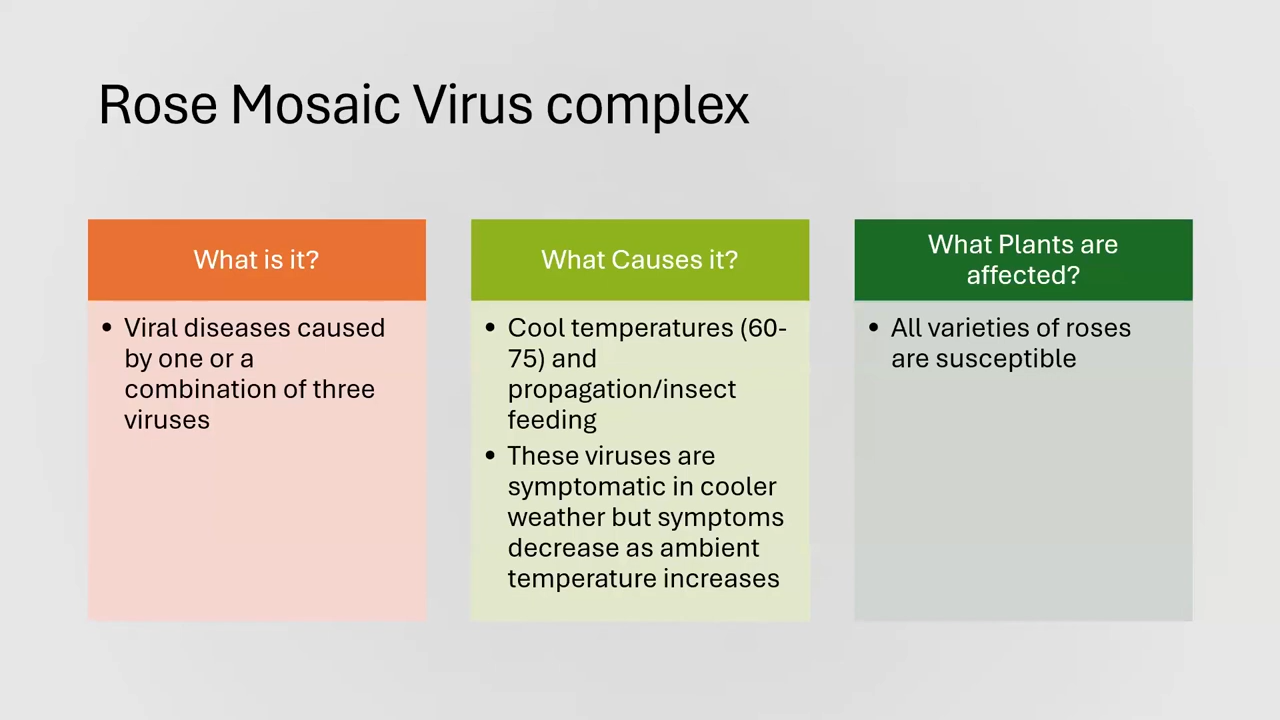 Rose Mosaic Virus complex
What is it?
• Viral diseases caused
by one or a
combination of three
viruses
What Causes it?
• Cool temperatures (60-
75) and
propagation/insect
feeding
• These viruses are
symptomatic in cooler
weather but symptoms
decrease as ambient
temperature increases
What Plants are
affected?
• All varieties of roses
are susceptible